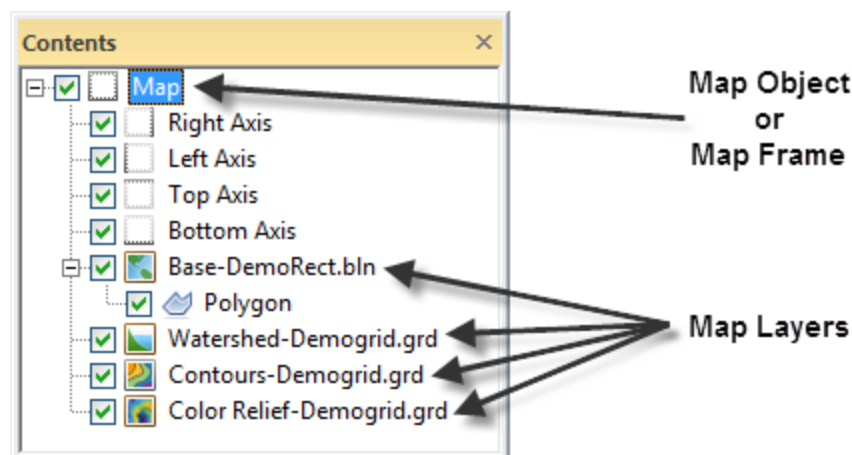 Contents
Map
Right Axis
Left Axis
Top Axis
Bottom Axis
Base-DemoRect.bln
Polygon
Watershed-Demogrid.grd
Contours-Demogrid.grd
Color Relief-Demogrid.grd
Map Object
or
Map Frame
Map Layers